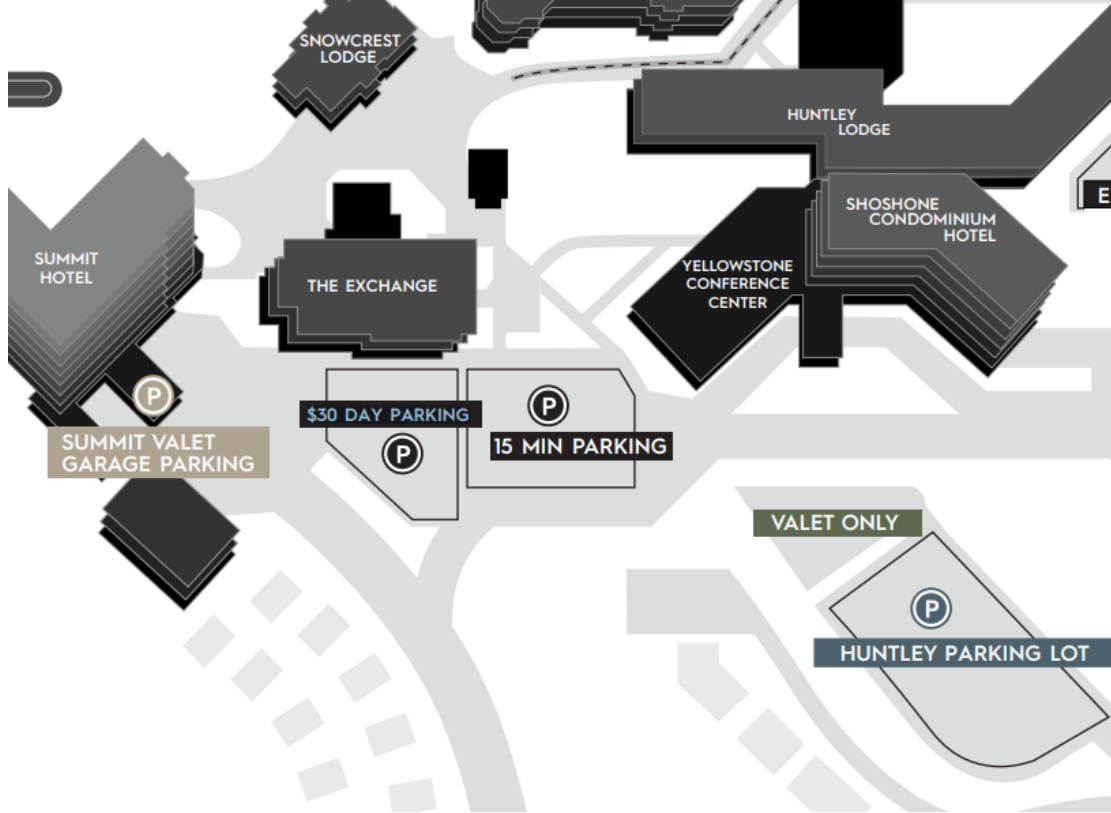 SNOWCREST
LODGE
HUNTLEY
LODGE
E
SHOSHONE
CONDOMINIUM
HOTEL
SUMMIT
HOTEL
THE EXCHANGE
YELLOWSTONE
CONFERENCE
CENTER
P
P
$30 DAY PARKING
15 MIN PARKING
P
SUMMIT VALET
GARAGE PARKING
VALET ONLY
P
HUNTLEY PARKING LOT